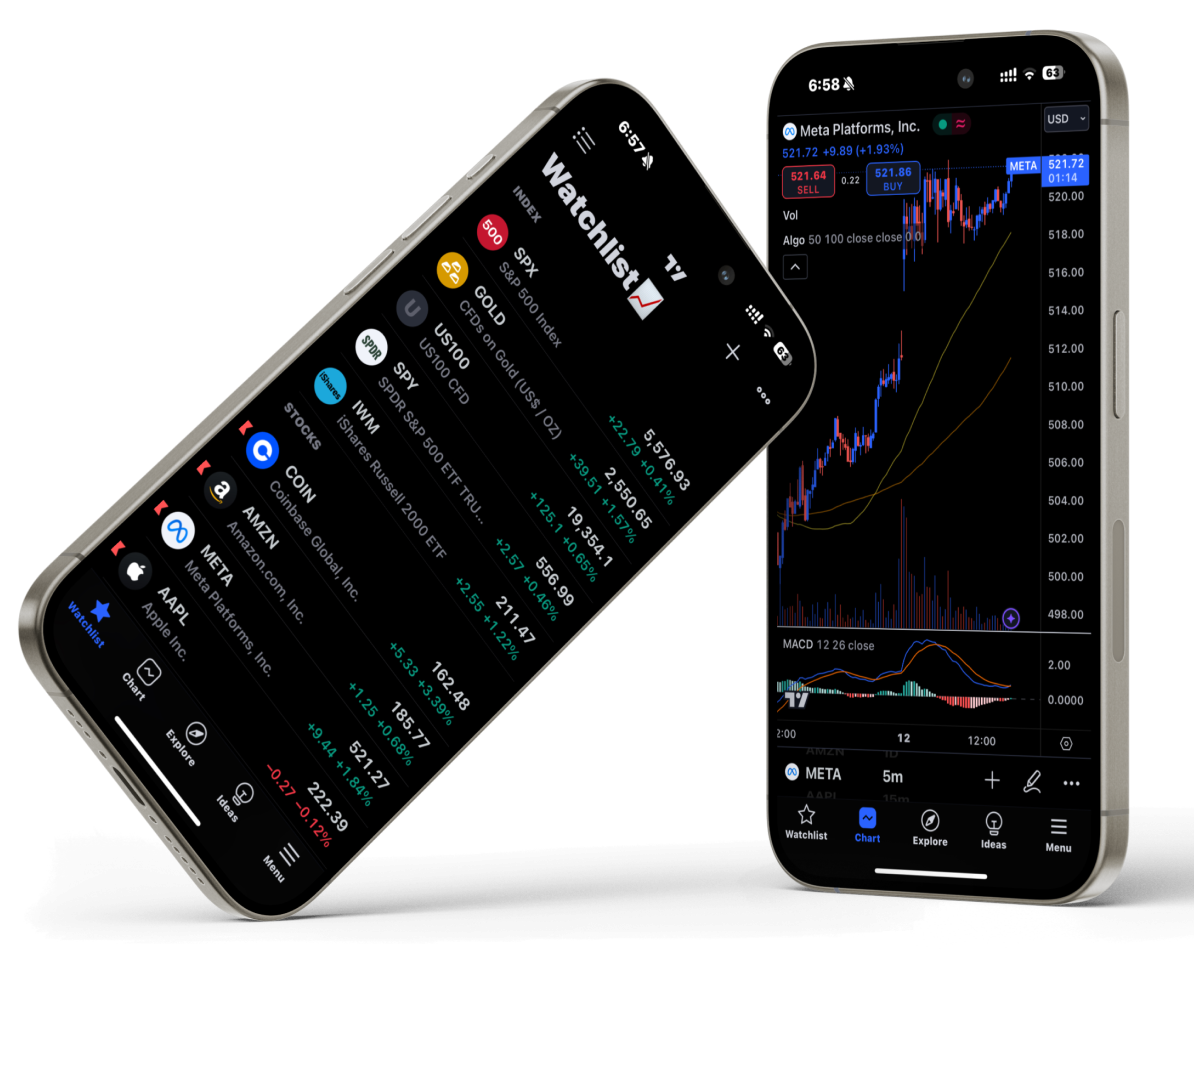 6:57
Watchlist
INDEX
500
SPX
5,576.93
S&P 500 Index
+22.79 +0.41%
GOLD
2,550.65
CFDs on Gold (US$ / OZ)
+39.51 +1.57%
U
US100
19,354.1
US100 CFD
+125.1 +0.65%
SPDR
SPY
556.99
SPDR S&P 500 ETF TRU...
+2.57 +0.46%
iShares
IWM
211.47
iShares Russell 2000 ETF
+2.55 +1.22%
STOCKS
COIN
162.48
Coinbase Global, Inc.
+5.33 +3.39%
a
AMZN
185.77
Amazon.com, Inc.
+1.25 +0.68%
META
521.27
Meta Platforms, Inc.
+9.44 +1.84%
AAPL
222.39
Apple Inc.
−0.27 −0.12%
Watchlist
Chart
Explore
Ideas
Menu
6:58
63
Meta Platforms, Inc.
USD
521.72 +9.89 (+1.93%)
521.64
SELL
0.22
521.86
BUY
META
521.72
01:14
Vol
Algo 50 100 close close 0 0
520.00
518.00
516.00
514.00
512.00
510.00
508.00
506.00
504.00
502.00
500.00
498.00
MACD 12 26 close
2.00
0.0000
2:00
12
12:00
AMZN 1D
META 5m
AAPL 15m
Watchlist
Chart
Explore
Ideas
Menu